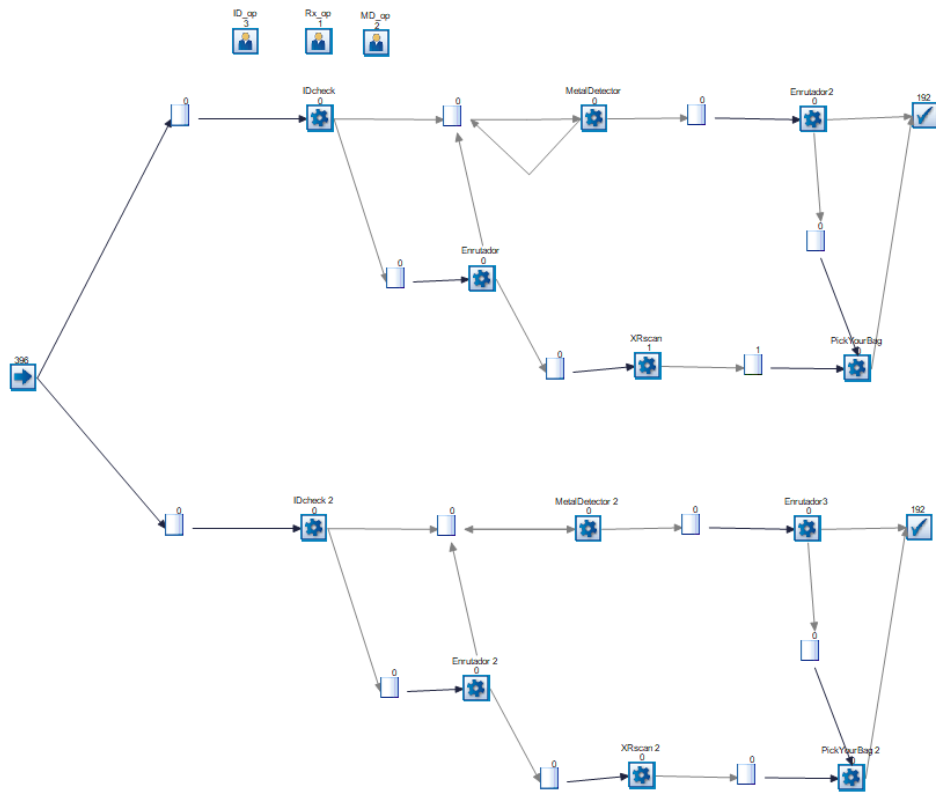 ID_op
3
Rx_op
1
MD_op
2
0
IDcheck
0
0
MetalDetector
0
0
Enrutador2
0
192
0
Enrutador
0
0
396
0
XRscan
1
1
PickYourBag
0
0
IDcheck 2
0
0
MetalDetector 2
0
0
Enrutador3
0
192
0
0
Enrutador 2
0
0
XRscan 2
0
0
PickYourBag 2
0